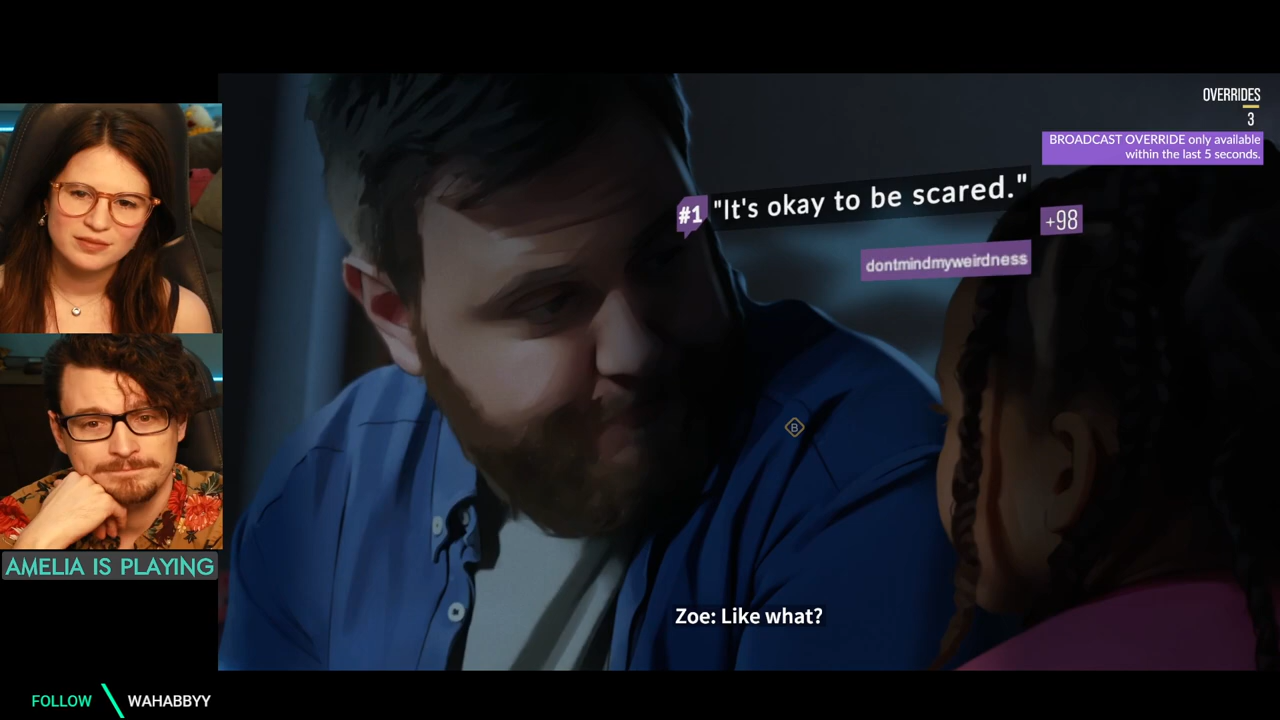 OVERRIDES
3
BROADCAST OVERRIDE only available
within the last 5 seconds.
#1 "It's okay to be scared."
+98
dontmindmyweirdness
B
Zoe: Like what?
AMELIA IS PLAYING
FOLLOW WAHABBYY